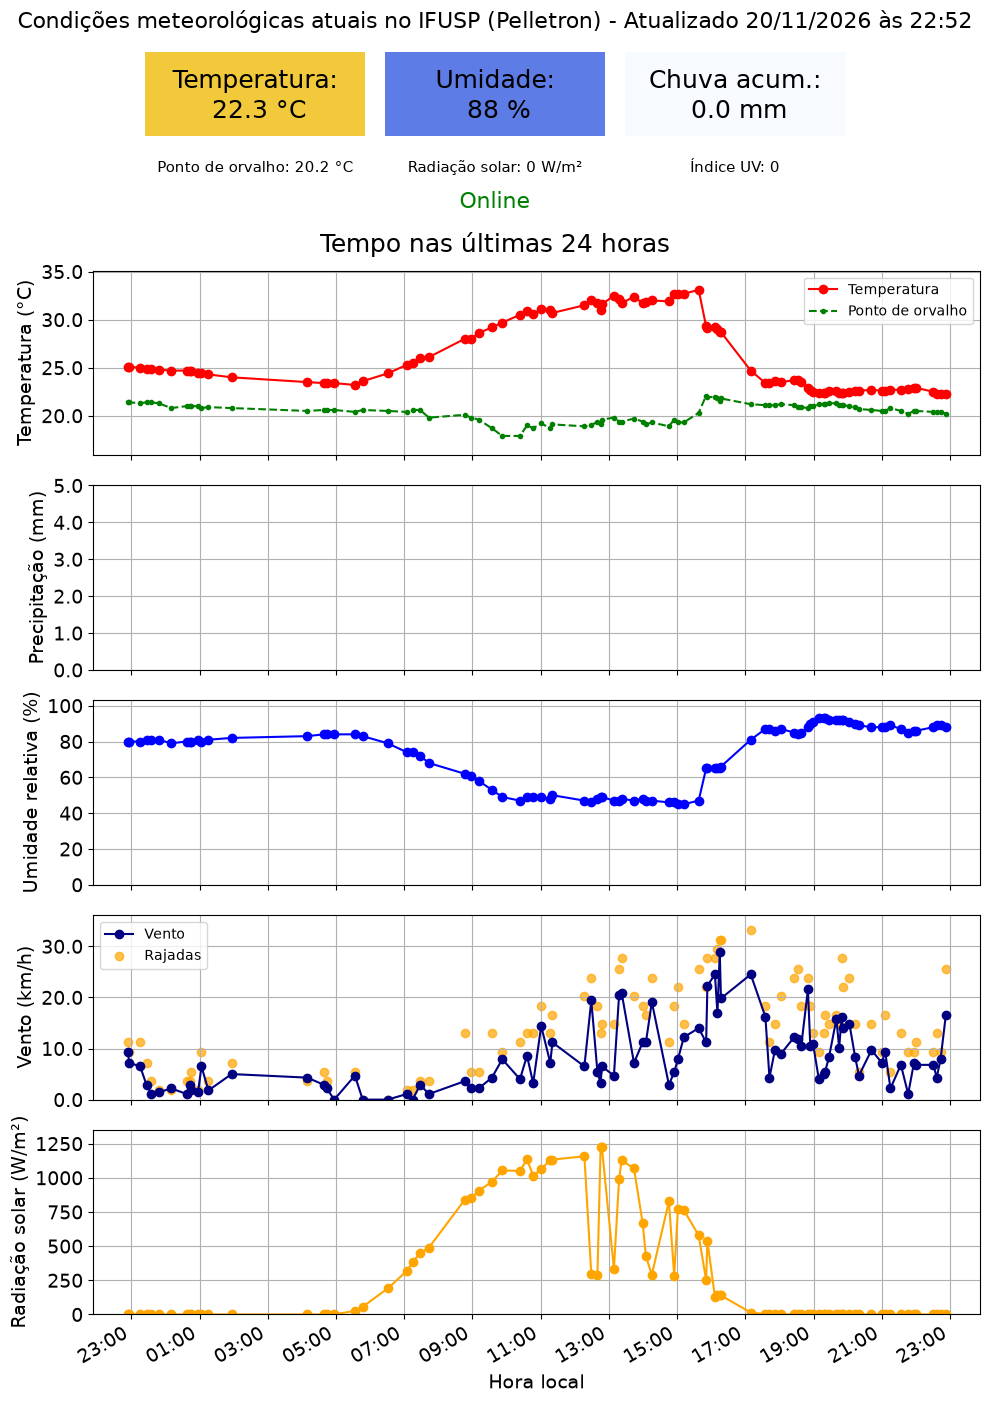 Condições meteorológicas atuais no IFUSP (Pelletron) - Atualizado 20/11/2026 às 22:52
Temperatura:
22.3 °C
Umidade:
88 %
Chuva acum.:
0.0 mm
Ponto de orvalho: 20.2 °C
Radiação solar: 0 W/m²
Índice UV: 0
Online
Tempo nas últimas 24 horas
Temperatura (°C)
35.0
30.0
25.0
20.0
Temperatura
Ponto de orvalho
Precipitação (mm)
5.0
4.0
3.0
2.0
1.0
0.0
Umidade relativa (%)
100
80
60
40
20
0
Vento (km/h)
30.0
20.0
10.0
0.0
Vento
Rajadas
Radiação solar (W/m²)
1250
1000
750
500
250
0
23:00 01:00 03:00 05:00 07:00 09:00 11:00 13:00 15:00 17:00 19:00 21:00 23:00
Hora local